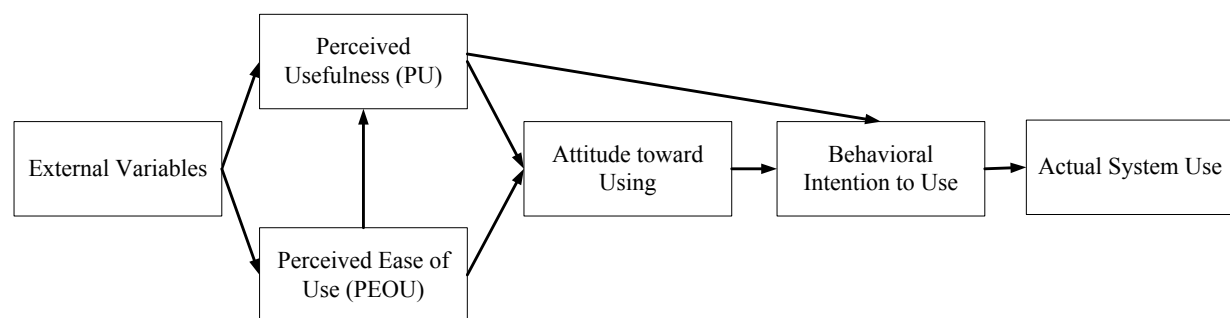 Perceived
Usefulness (PU)
External Variables
Attitude toward
Using
Behavioral
Intention to Use
Actual System Use
Perceived Ease of
Use (PEOU)